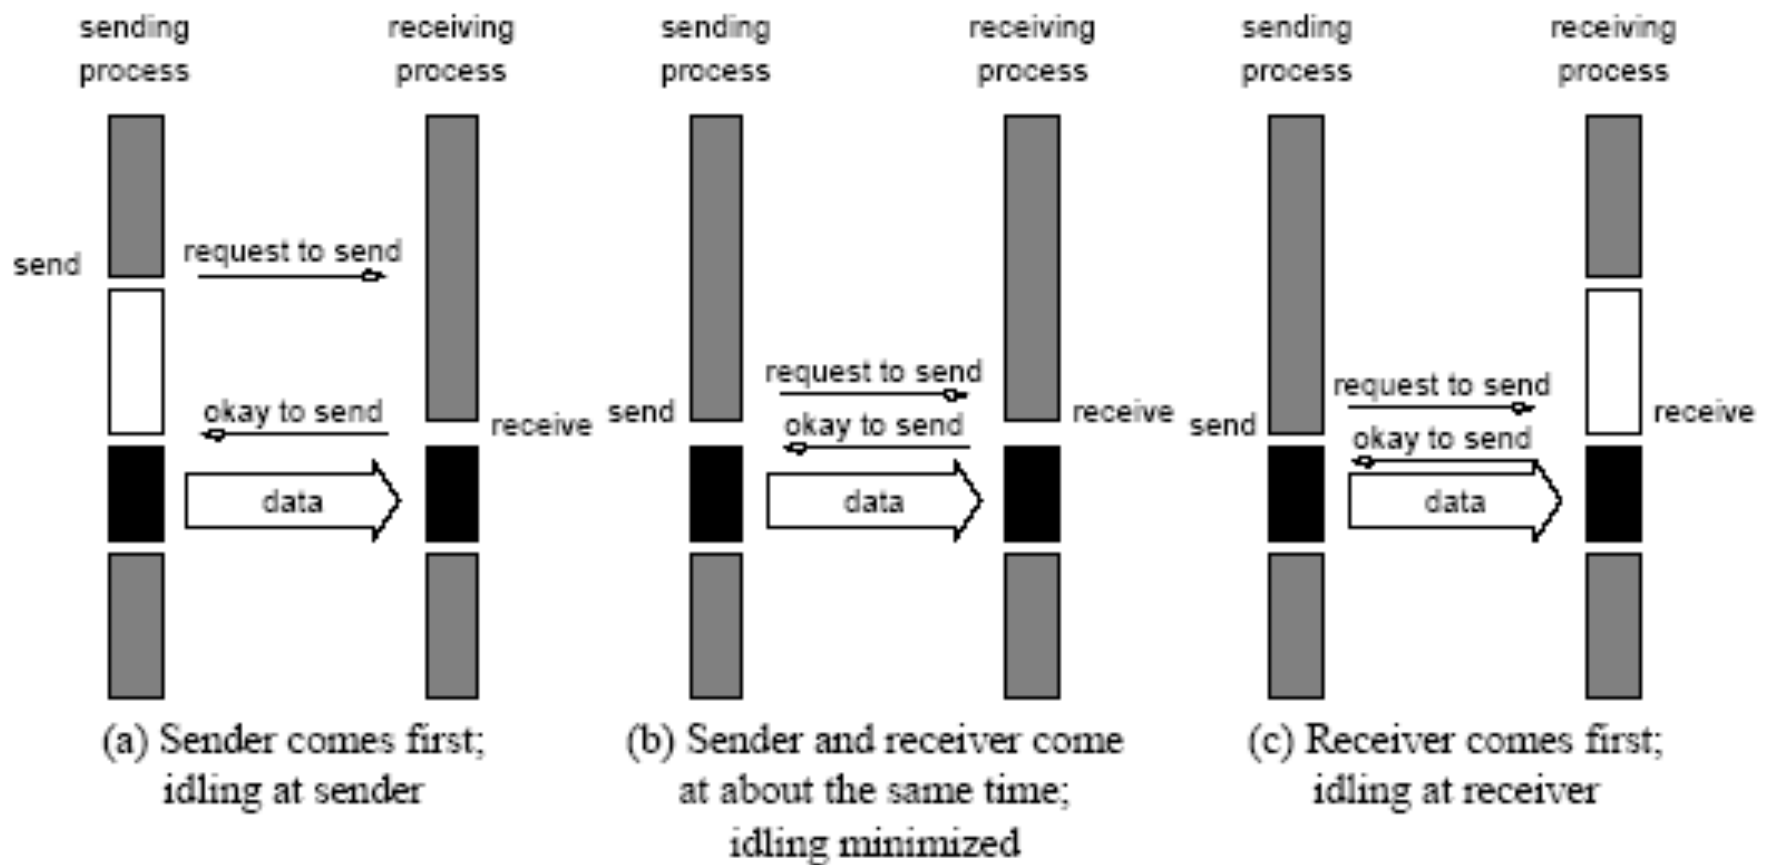 sending
process
receiving
process
send
request to send
okay to send
receive
data
(a) Sender comes first;
idling at sender
sending
process
receiving
process
request to send
send
okay to send
receive
data
(b) Sender and receiver come
at about the same time;
idling minimized
sending
process
receiving
process
request to send
send
okay to send
receive
data
(c) Receiver comes first;
idling at receiver